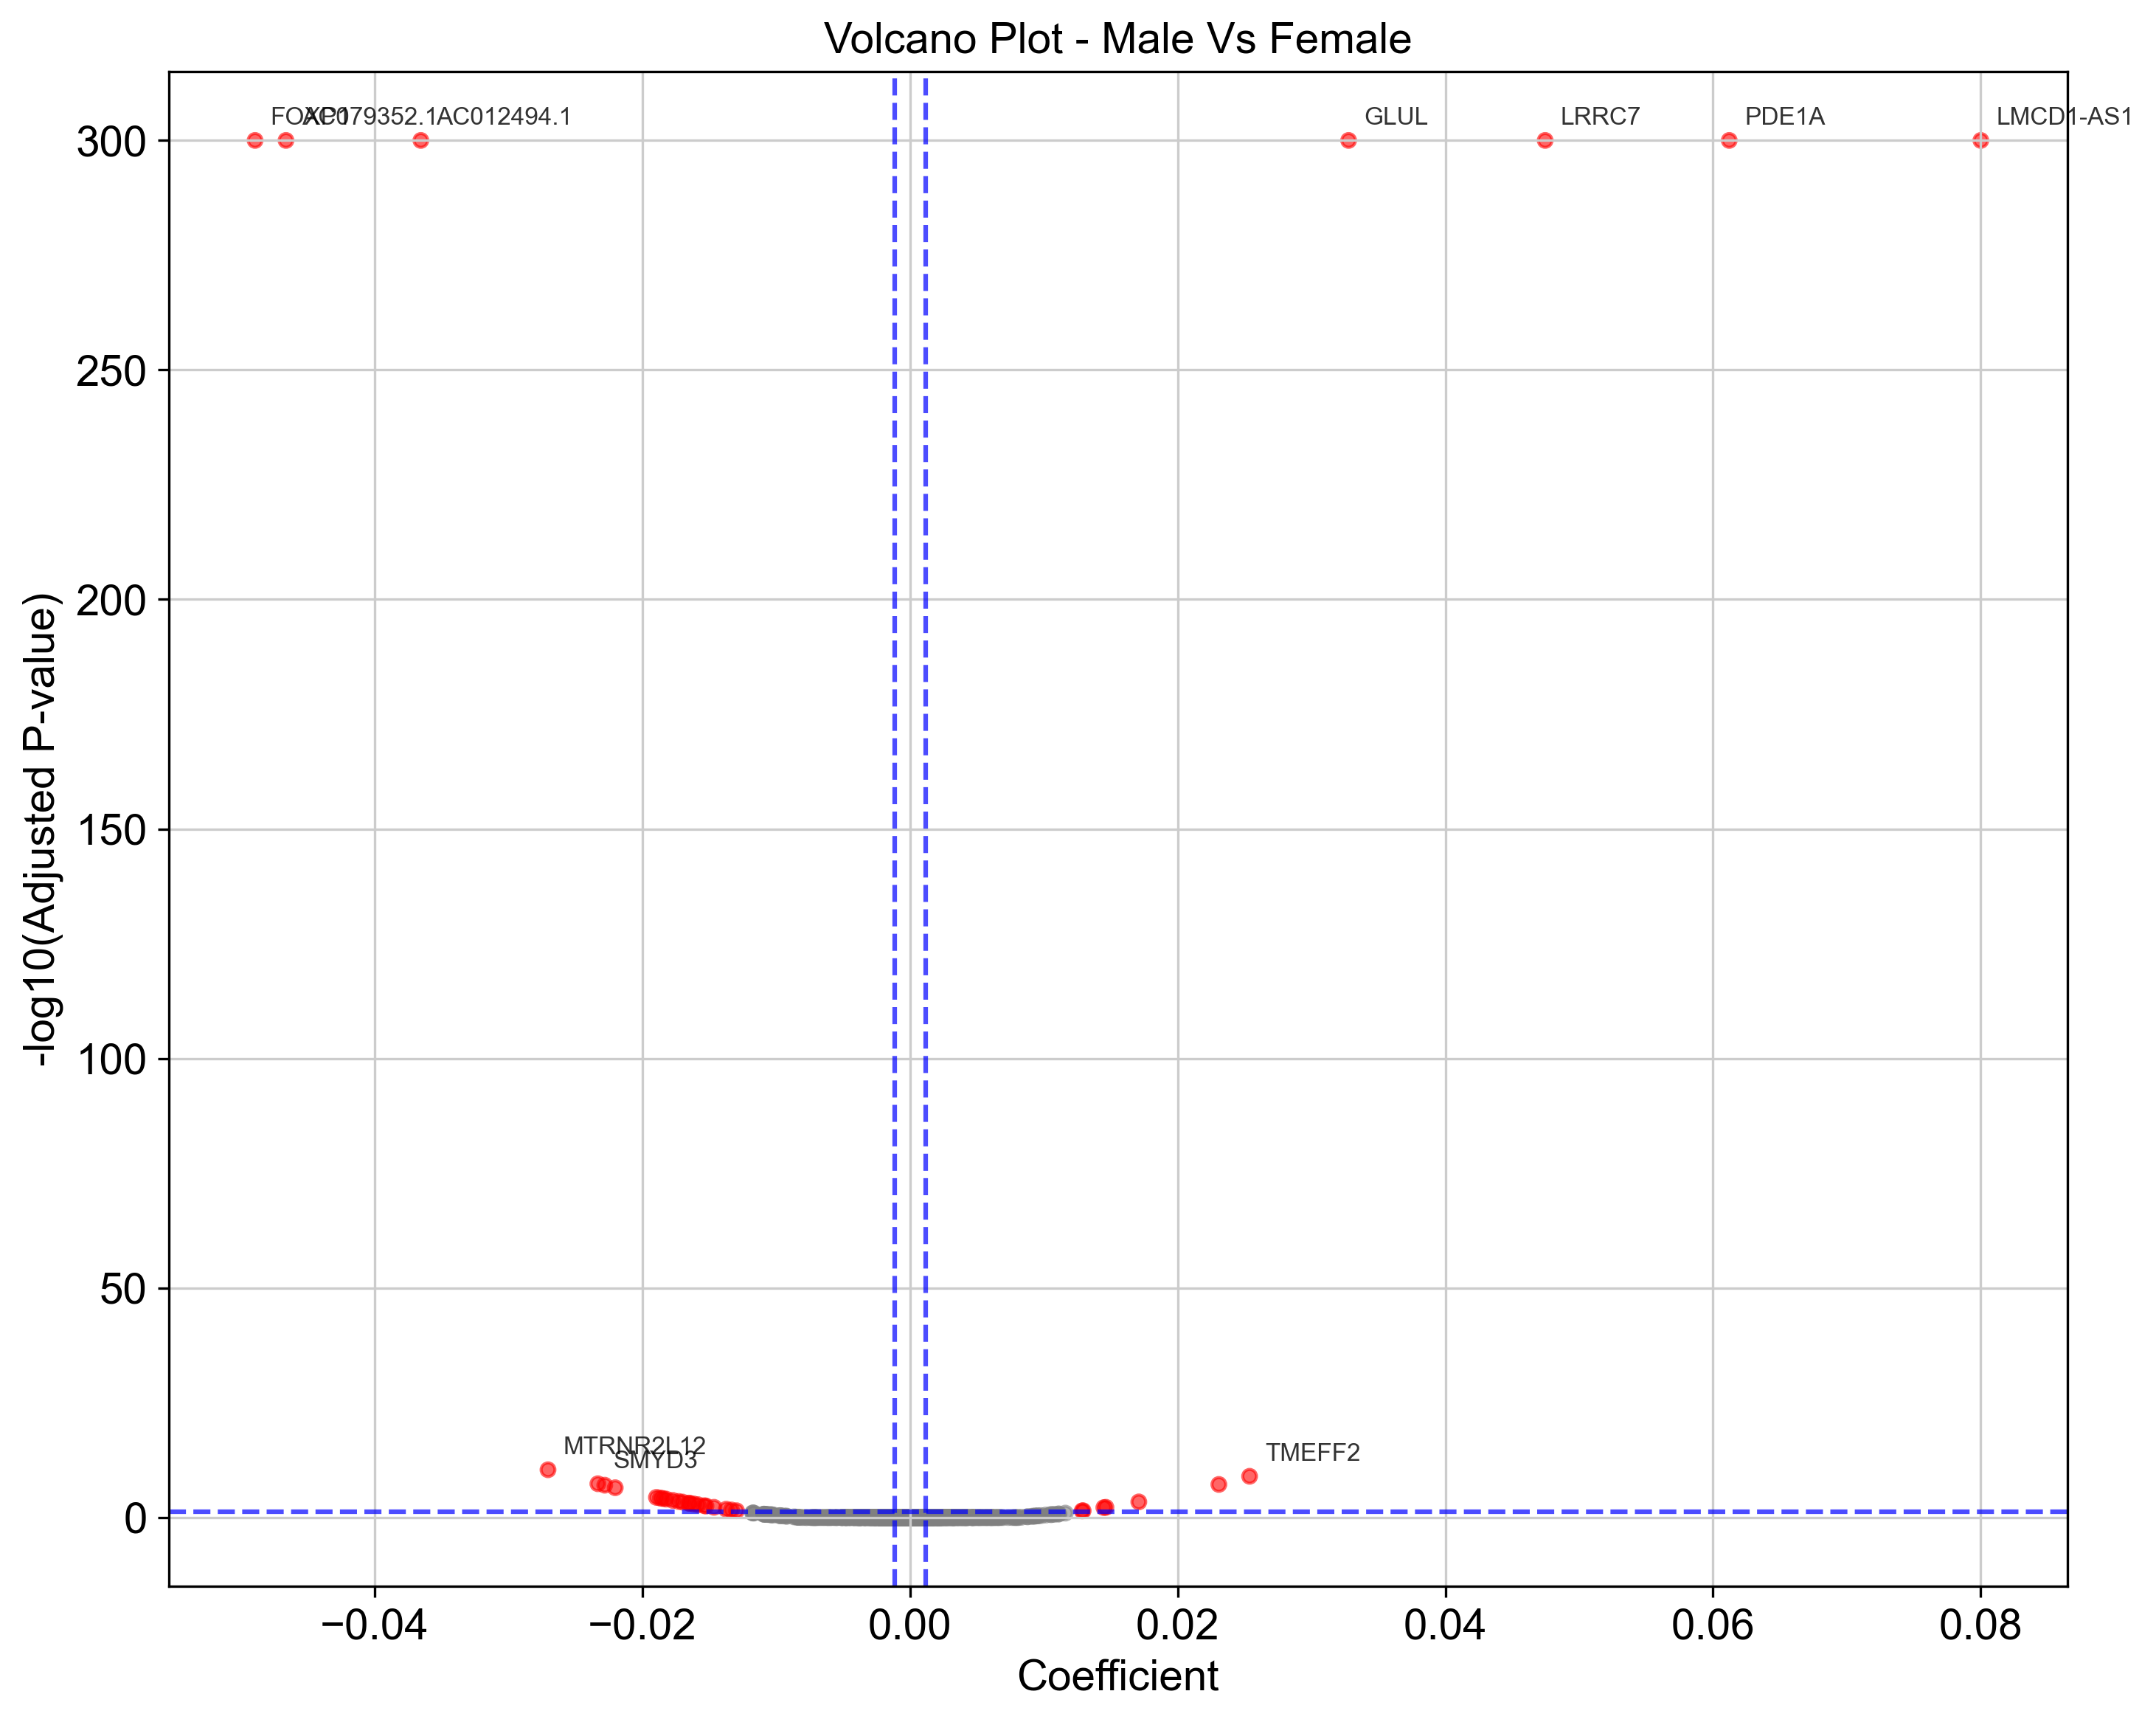 Volcano Plot - Male Vs Female
FOXP1
AC079352.1
AC012494.1
GLUL
LRRC7
PDE1A
LMCD1-AS1
300
250
200
150
100
50
0
-log10(Adjusted P-value)
MTRNR2L12
SMYD3
TMEFF2
−0.04
−0.02
0.00
0.02
0.04
0.06
0.08
Coefficient